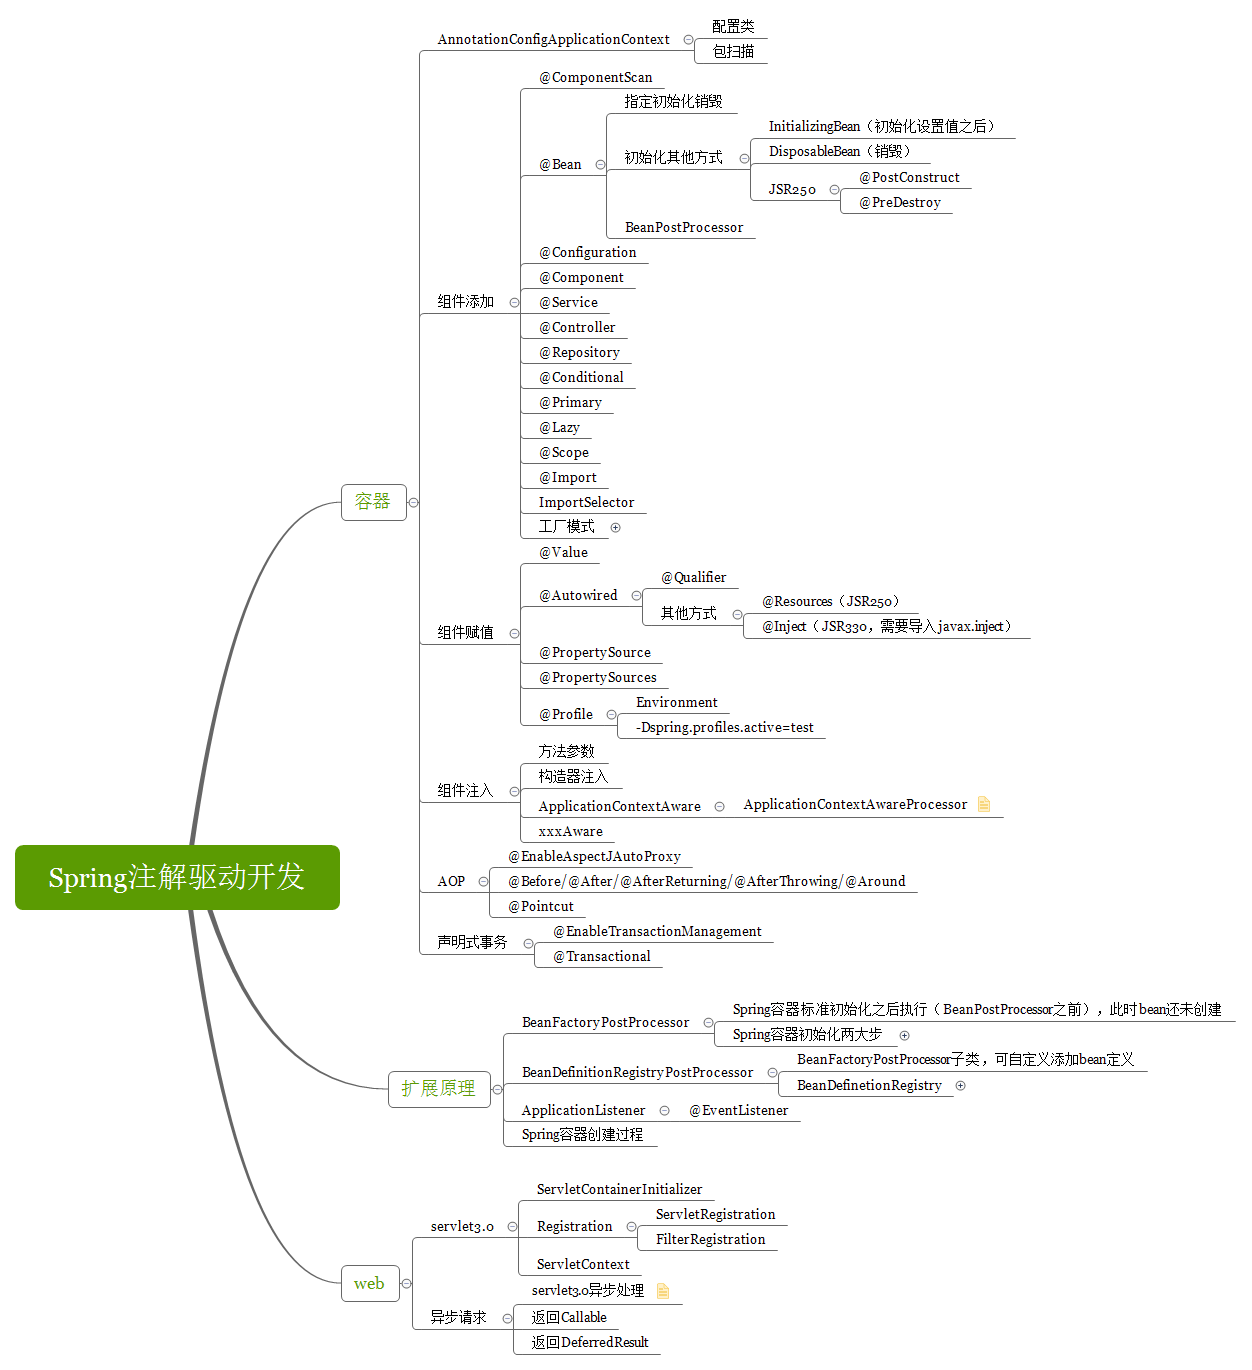 Spring注解驱动开发
容器
AnnotationConfigApplicationContext
配置类
包扫描
组件添加
@ComponentScan
@Bean
指定初始化销毁
初始化其他方式
InitializingBean（初始化设置值之后）
DisposableBean（销毁）
JSR250
@PostConstruct
@PreDestroy
BeanPostProcessor
@Configuration
@Component
@Service
@Controller
@Repository
@Conditional
@Primary
@Lazy
@Scope
@Import
ImportSelector
工厂模式
组件赋值
@Value
@Autowired
@Qualifier
其他方式
@Resources（JSR250）
@Inject（JSR330，需要导入javax.inject）
@PropertySource
@PropertySources
@Profile
Environment
-Dspring.profiles.active=test
组件注入
方法参数
构造器注入
ApplicationContextAware
ApplicationContextAwareProcessor
xxxAware
AOP
@EnableAspectJAutoProxy
@Before/@After/@AfterReturning/@AfterThrowing/@Around
@Pointcut
声明式事务
@EnableTransactionManagement
@Transactional
扩展原理
BeanFactoryPostProcessor
Spring容器标准初始化之后执行（BeanPostProcessor之前），此时bean还未创建
Spring容器初始化两大步
BeanDefinitionRegistryPostProcessor
BeanFactoryPostProcessor子类，可自定义添加bean定义
BeanDefinetionRegistry
ApplicationListener
@EventListener
Spring容器创建过程
web
servlet3.0
ServletContainerInitializer
Registration
ServletRegistration
FilterRegistration
ServletContext
异步请求
servlet3.0异步处理
返回Callable
返回DeferredResult